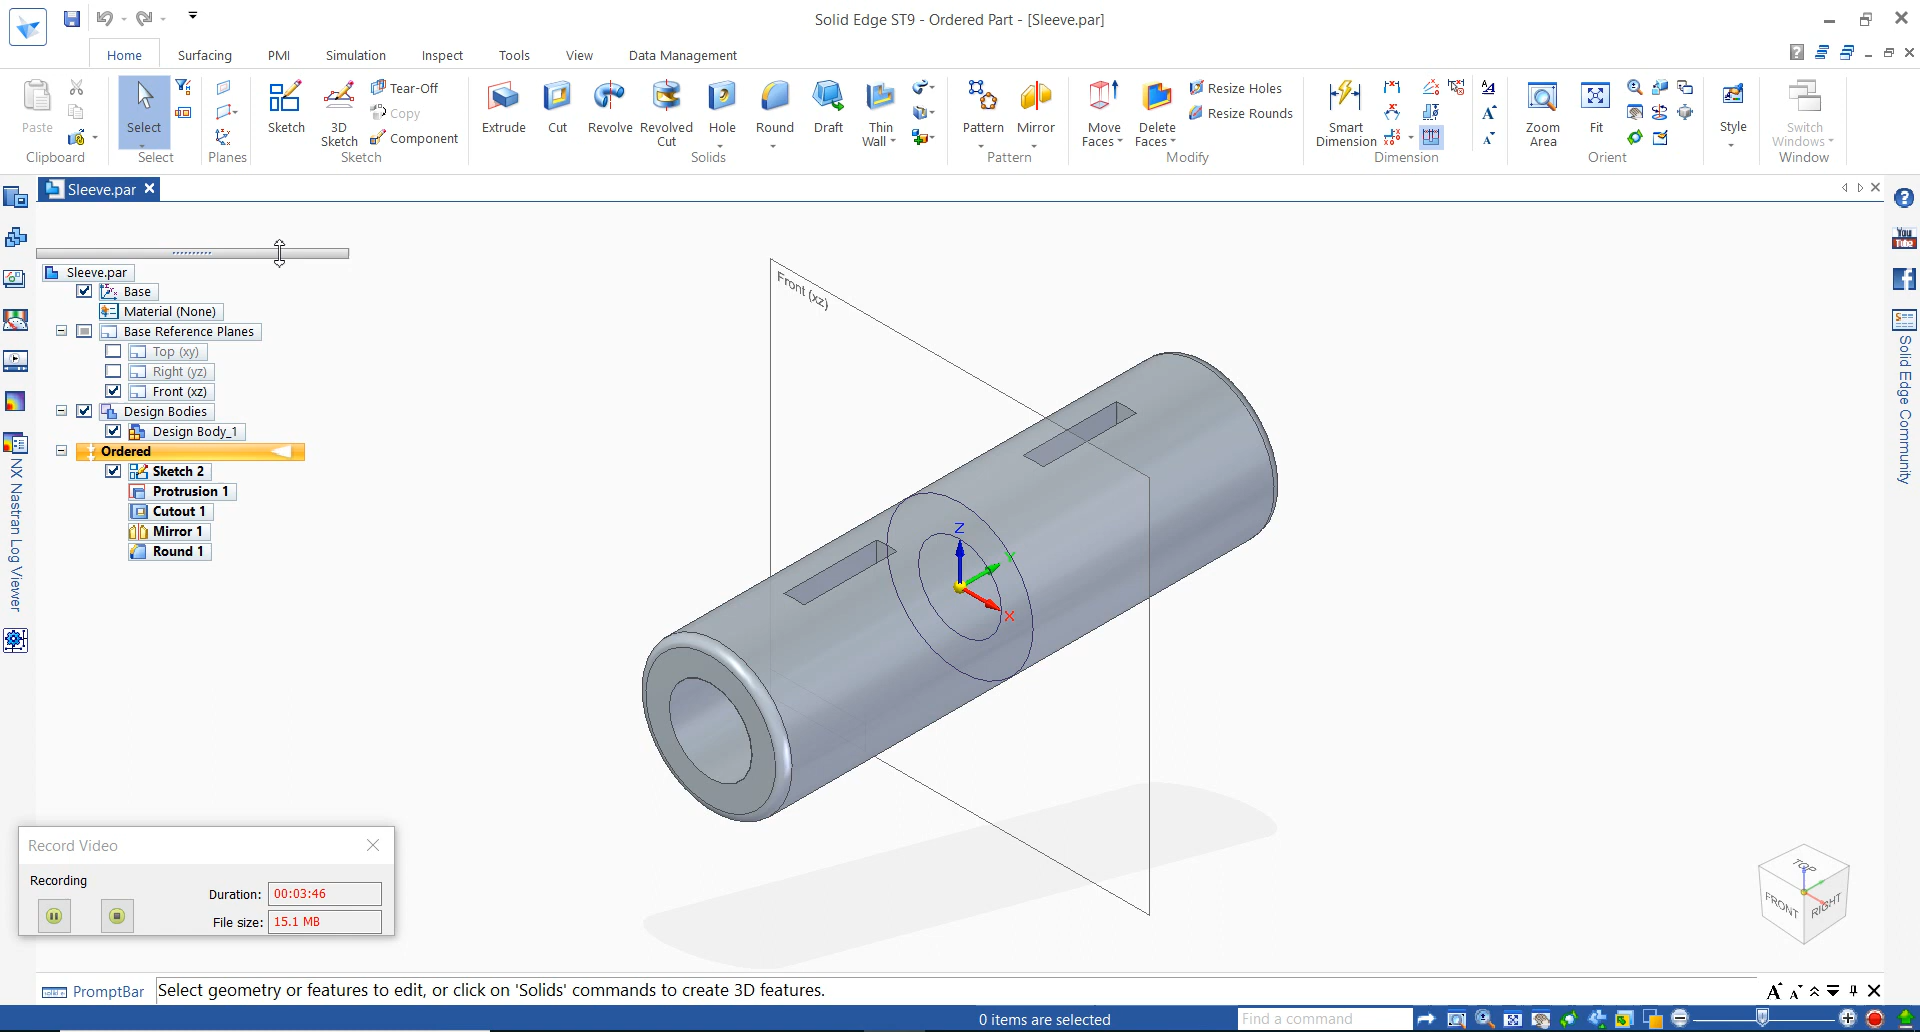 Solid Edge ST9 - Ordered Part - [Sleeve.par]
Home Surfacing PMI Simulation Inspect Tools View Data Management
Paste
Clipboard
Select
Select
Planes
Sketch
3D Sketch
Tear-Off
Copy
Component
Sketch
Extrude
Cut
Revolve
Revolved Cut
Hole
Round
Draft
Thin Wall
Solids
Pattern
Mirror
Pattern
Move Faces
Delete Faces
Resize Holes
Resize Rounds
Modify
Smart Dimension
Dimension
Zoom Area
Fit
Orient
Style
Switch Windows
Window
Sleeve.par
Sleeve.par
Base
Material (None)
Base Reference Planes
Top (xy)
Right (yz)
Front (xz)
Design Bodies
Design Body_1
Ordered
Sketch 2
Protrusion 1
Cutout 1
Mirror 1
Round 1
NX Nastran Log Viewer
You
Tube
Solid Edge Community
Front (xz)
Z
Y
X
TOP
FRONT
RIGHT
Record Video
Recording
Duration: 00:03:46
File size: 15.1 MB
PromptBar
Select geometry or features to edit, or click on 'Solids' commands to create 3D features.
0 items are selected
Find a command